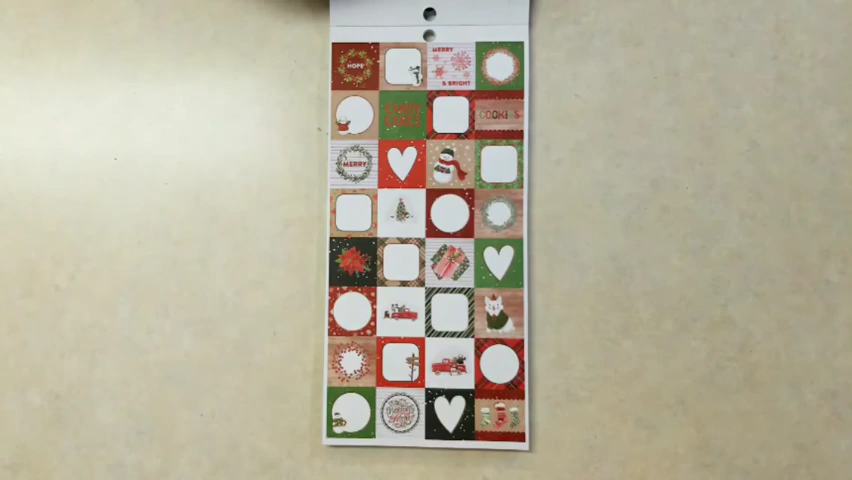 HOPE
MERRY
& BRIGHT
CANDY
CANES
COOKIES
MERRY